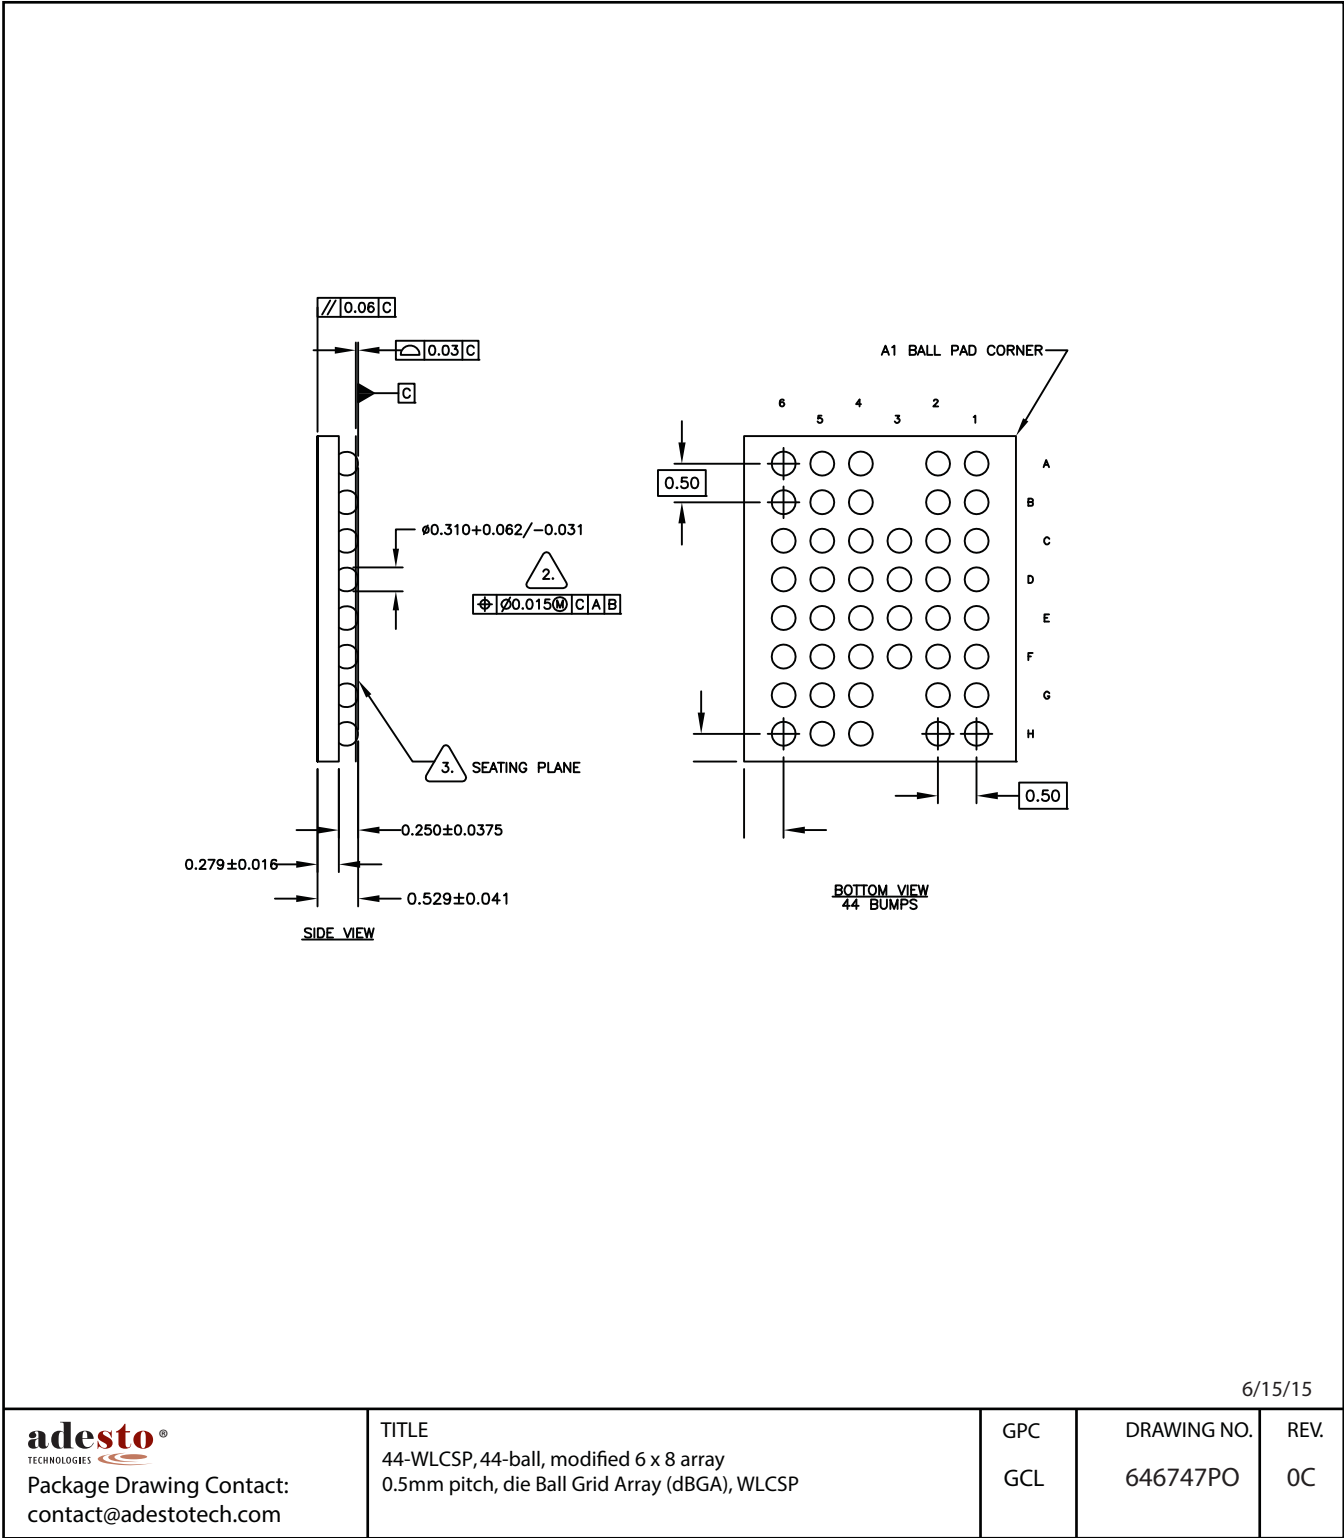 // 0.06 C
⌓ 0.03 C
C
A1 BALL PAD CORNER
6 4 2
5 3 1
A
0.50
B
ø0.310+0.062/−0.031
C
2.
D
⌖ Ø0.015Ⓜ C A B
E
F
G
H
3. SEATING PLANE
0.50
0.250±0.0375
0.279±0.016
0.529±0.041
BOTTOM VIEW
44 BUMPS
SIDE VIEW
6/15/15
adesto®
TECHNOLOGIES
Package Drawing Contact:
contact@adestotech.com
TITLE
44-WLCSP, 44-ball, modified 6 x 8 array
0.5mm pitch, die Ball Grid Array (dBGA), WLCSP
GPC
GCL
DRAWING NO.
646747PO
REV.
0C